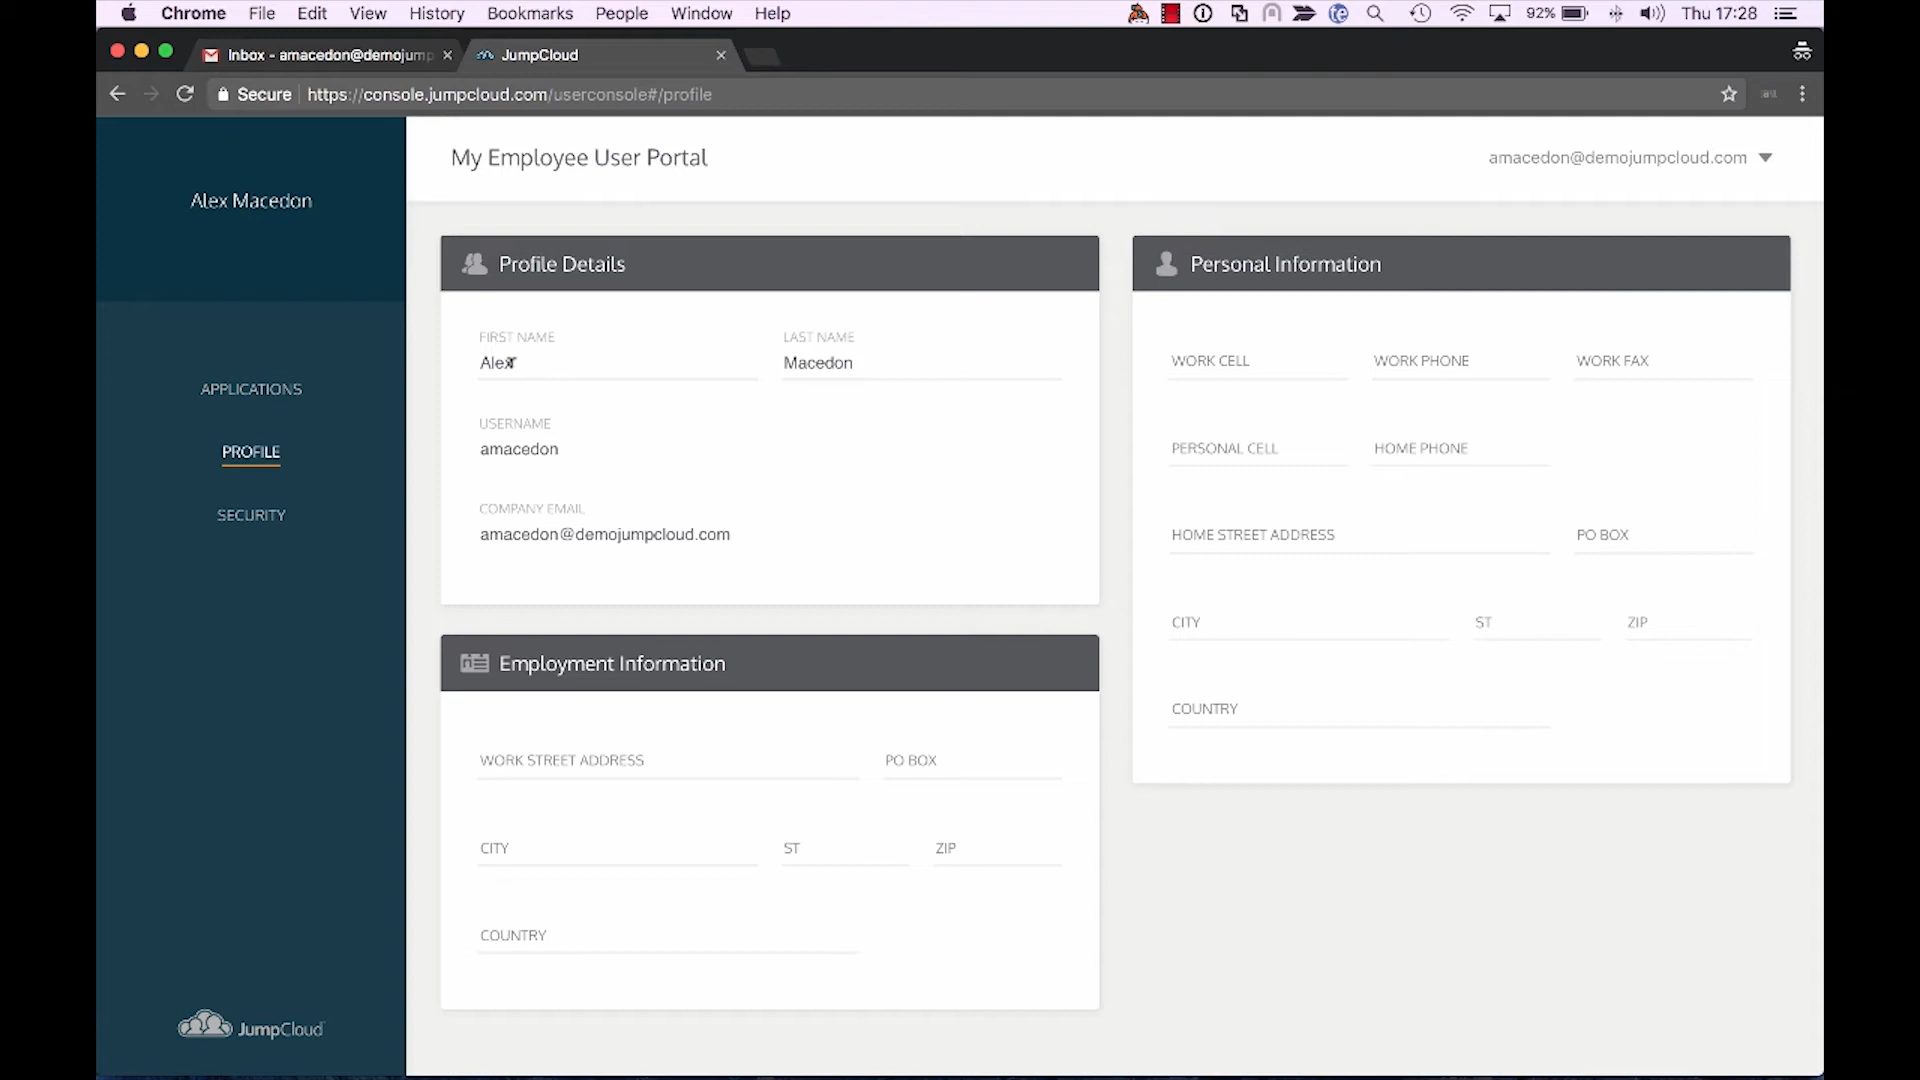 Chrome File Edit View History Bookmarks People Window Help 92% Thu 17:28
Inbox - amacedon@demojump
JumpCloud
Secure https://console.jumpcloud.com/userconsole#/profile
Alex Macedon
APPLICATIONS
PROFILE
SECURITY
JumpCloud
My Employee User Portal
amacedon@demojumpcloud.com
Profile Details
FIRST NAME LAST NAME
Alex Macedon
USERNAME
amacedon
COMPANY EMAIL
amacedon@demojumpcloud.com
Employment Information
WORK STREET ADDRESS PO BOX
CITY ST ZIP
COUNTRY
Personal Information
WORK CELL WORK PHONE WORK FAX
PERSONAL CELL HOME PHONE
HOME STREET ADDRESS PO BOX
CITY ST ZIP
COUNTRY